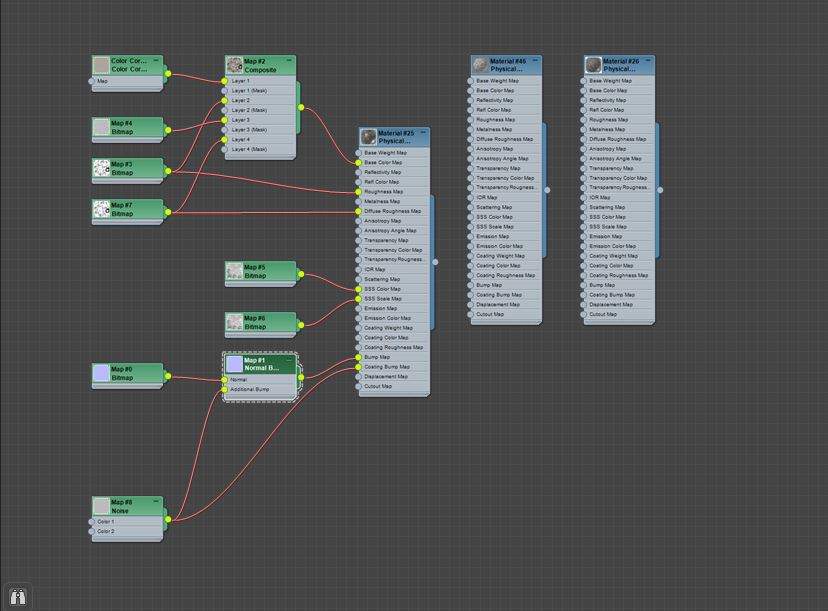 Color Cor...
Color Cor...
Map
Map #4
Bitmap
Map #3
Bitmap
Map #7
Bitmap
Map #2
Composite
Layer 1
Layer 1 (Mask)
Layer 2
Layer 2 (Mask)
Layer 3
Layer 3 (Mask)
Layer 4
Layer 4 (Mask)
Map #5
Bitmap
Map #6
Bitmap
Map #0
Bitmap
Map #1
Normal B...
Normal
Additional Bump
Map #8
Noise
Color 1
Color 2
Material #25
Physical...
Base Weight Map
Base Color Map
Reflectivity Map
Refl Color Map
Roughness Map
Metalness Map
Diffuse Roughness Map
Anisotropy Map
Anisotropy Angle Map
Transparency Map
Transparency Color Map
Transparency Roughness...
IOR Map
Scattering Map
SSS Color Map
SSS Scale Map
Emission Map
Emission Color Map
Coating Weight Map
Coating Color Map
Coating Roughness Map
Bump Map
Coating Bump Map
Displacement Map
Cutout Map
Material #46
Physical...
Base Weight Map
Base Color Map
Reflectivity Map
Refl Color Map
Roughness Map
Metalness Map
Diffuse Roughness Map
Anisotropy Map
Anisotropy Angle Map
Transparency Map
Transparency Color Map
Transparency Roughness...
IOR Map
Scattering Map
SSS Color Map
SSS Scale Map
Emission Map
Emission Color Map
Coating Weight Map
Coating Color Map
Coating Roughness Map
Bump Map
Coating Bump Map
Displacement Map
Cutout Map
Material #26
Physical...
Base Weight Map
Base Color Map
Reflectivity Map
Refl Color Map
Roughness Map
Metalness Map
Diffuse Roughness Map
Anisotropy Map
Anisotropy Angle Map
Transparency Map
Transparency Color Map
Transparency Roughness...
IOR Map
Scattering Map
SSS Color Map
SSS Scale Map
Emission Map
Emission Color Map
Coating Weight Map
Coating Color Map
Coating Roughness Map
Bump Map
Coating Bump Map
Displacement Map
Cutout Map